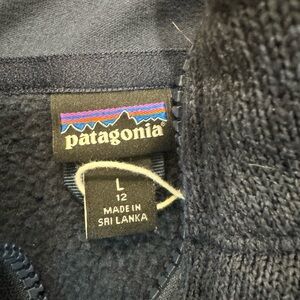 patagonia
L
12
MADE IN
SRI LANKA